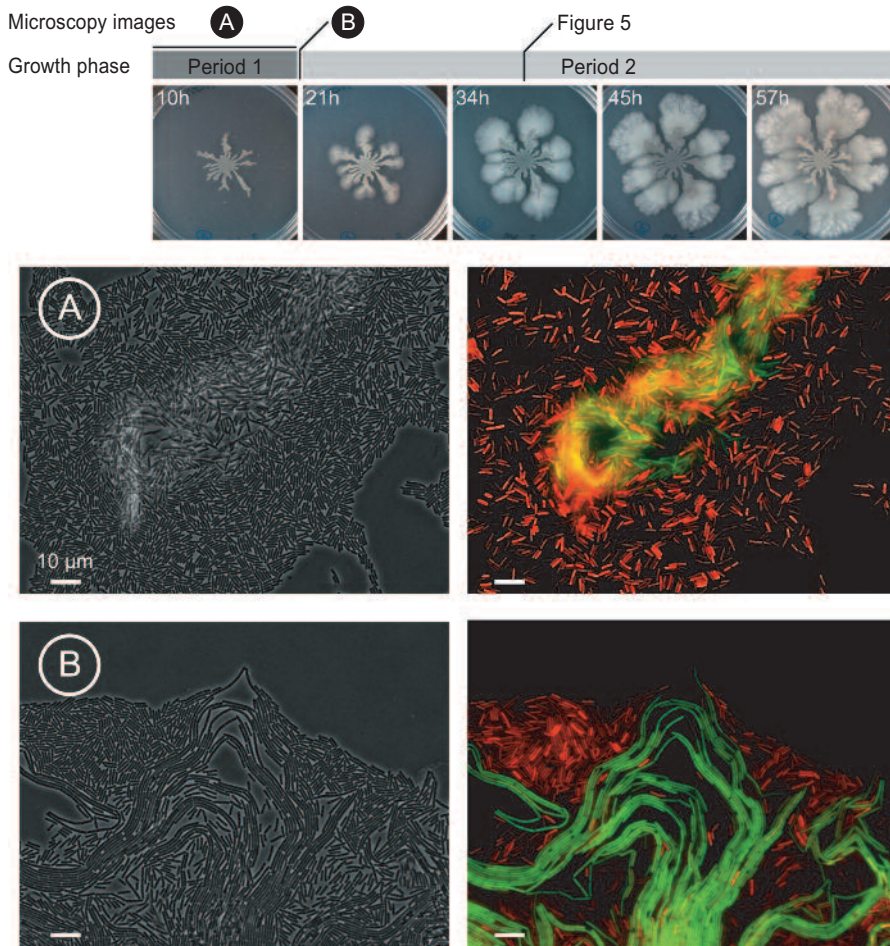 Microscopy images A B Figure 5
Growth phase Period 1 Period 2
10h 21h 34h 45h 57h
A
10 µm
B